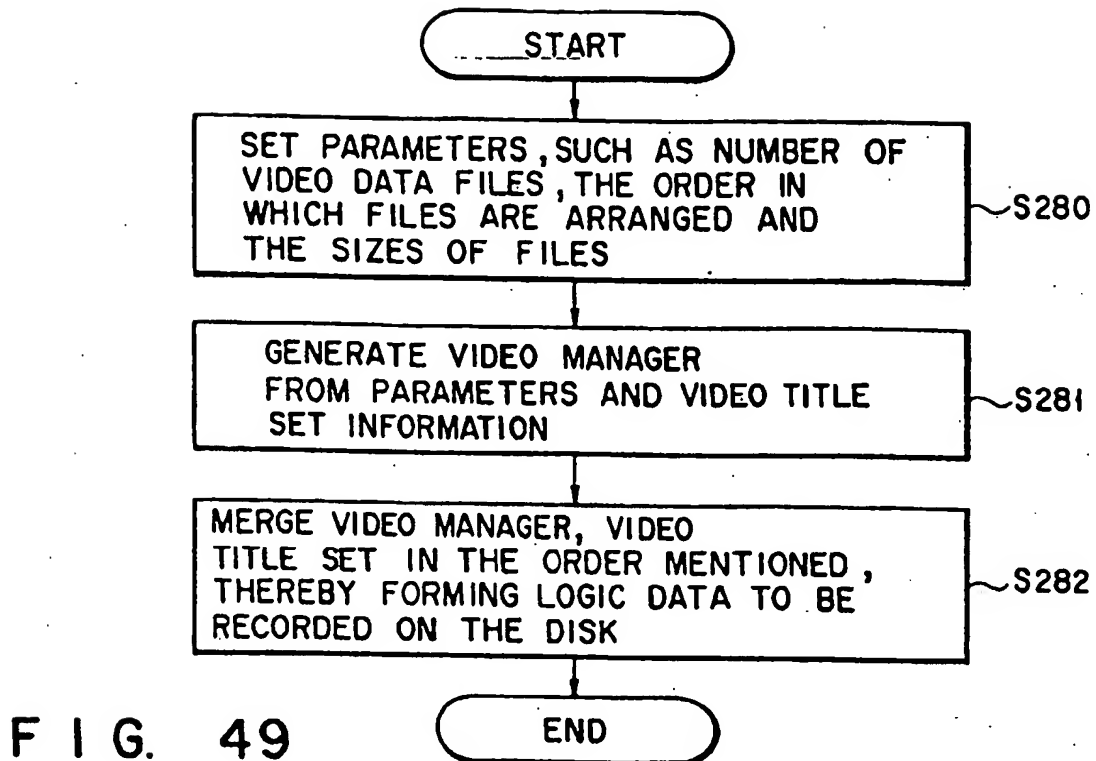 START
SET PARAMETERS, SUCH AS NUMBER OF
VIDEO DATA FILES, THE ORDER IN
WHICH FILES ARE ARRANGED AND
THE SIZES OF FILES
S280
GENERATE VIDEO MANAGER
FROM PARAMETERS AND VIDEO TITLE
SET INFORMATION
S281
MERGE VIDEO MANAGER, VIDEO
TITLE SET IN THE ORDER MENTIONED,
THEREBY FORMING LOGIC DATA TO BE
RECORDED ON THE DISK
S282
END
FIG. 49